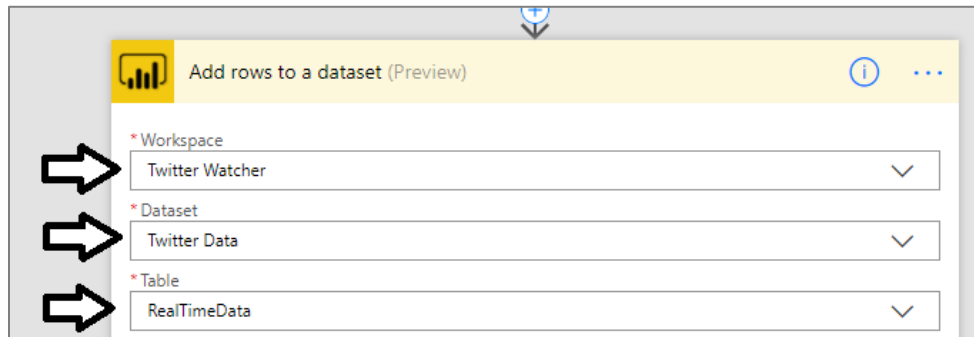 Add rows to a dataset (Preview)
* Workspace
Twitter Watcher
* Dataset
Twitter Data
* Table
RealTimeData